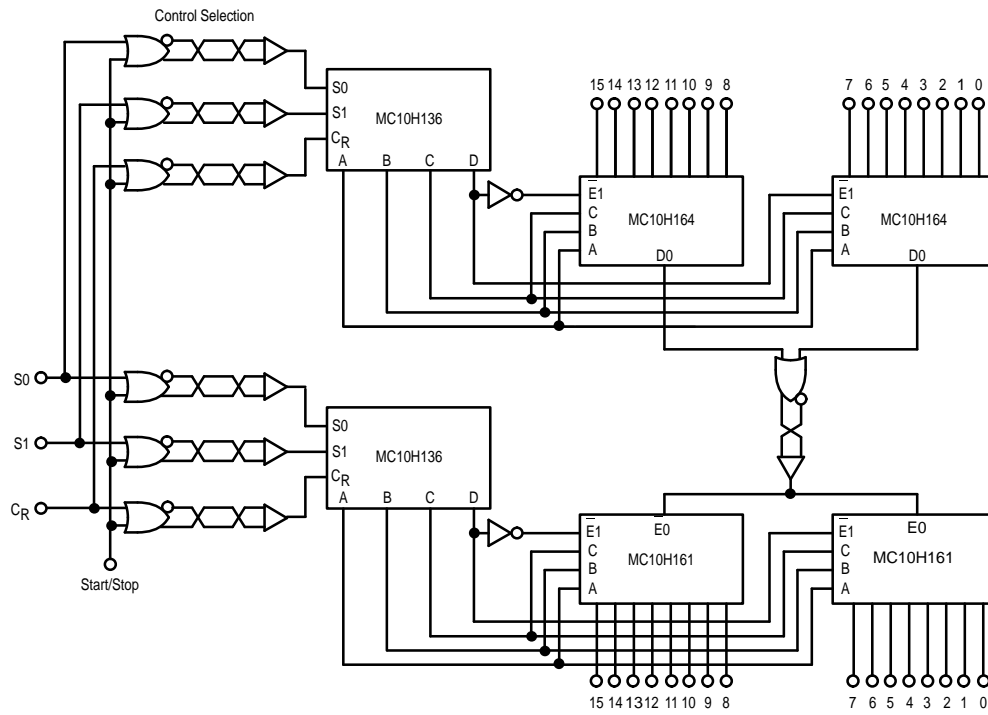 Control Selection
S0
S1
CR
MC10H136
A B C D
15 14 13 12 11 10 9 8
E1
C
B
A
MC10H164
D0
7 6 5 4 3 2 1 0
E1
C
B
A
MC10H164
D0
S0
S1
CR
Start/Stop
S0
S1
CR
MC10H136
A B C D
E1
C
B
A
E0
MC10H161
15 14 13 12 11 10 9 8
E1
C
B
A
E0
MC10H161
7 6 5 4 3 2 1 0